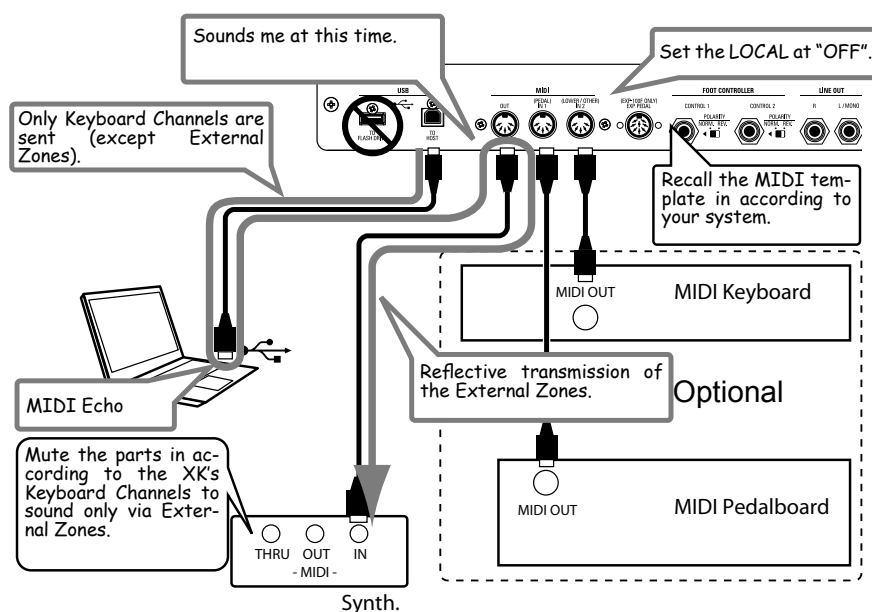 Sounds me at this time.
Set the LOCAL at “OFF”.
Only Keyboard Channels are
sent (except External
Zones).
USB
TO
FLASH DRIVE
TO
HOST
MIDI
OUT
(PEDAL)
IN 1
(LOWER/OTHER)
IN 2
(EXP-100F ONLY)
EXP PEDAL
FOOT CONTROLLER
CONTROL 1
POLARITY
NORM. REV.
CONTROL 2
POLARITY
NORM. REV.
LINE OUT
R
L/MONO
Recall the MIDI tem-
plate in according to
your system.
MIDI OUT
MIDI Keyboard
Reflective transmission of
the External Zones.
Optional
MIDI Echo
Mute the parts in ac-
cording to the XK’s
Keyboard Channels to
sound only via Exter-
nal Zones.
MIDI OUT
MIDI Pedalboard
THRU OUT IN
- MIDI -
Synth.